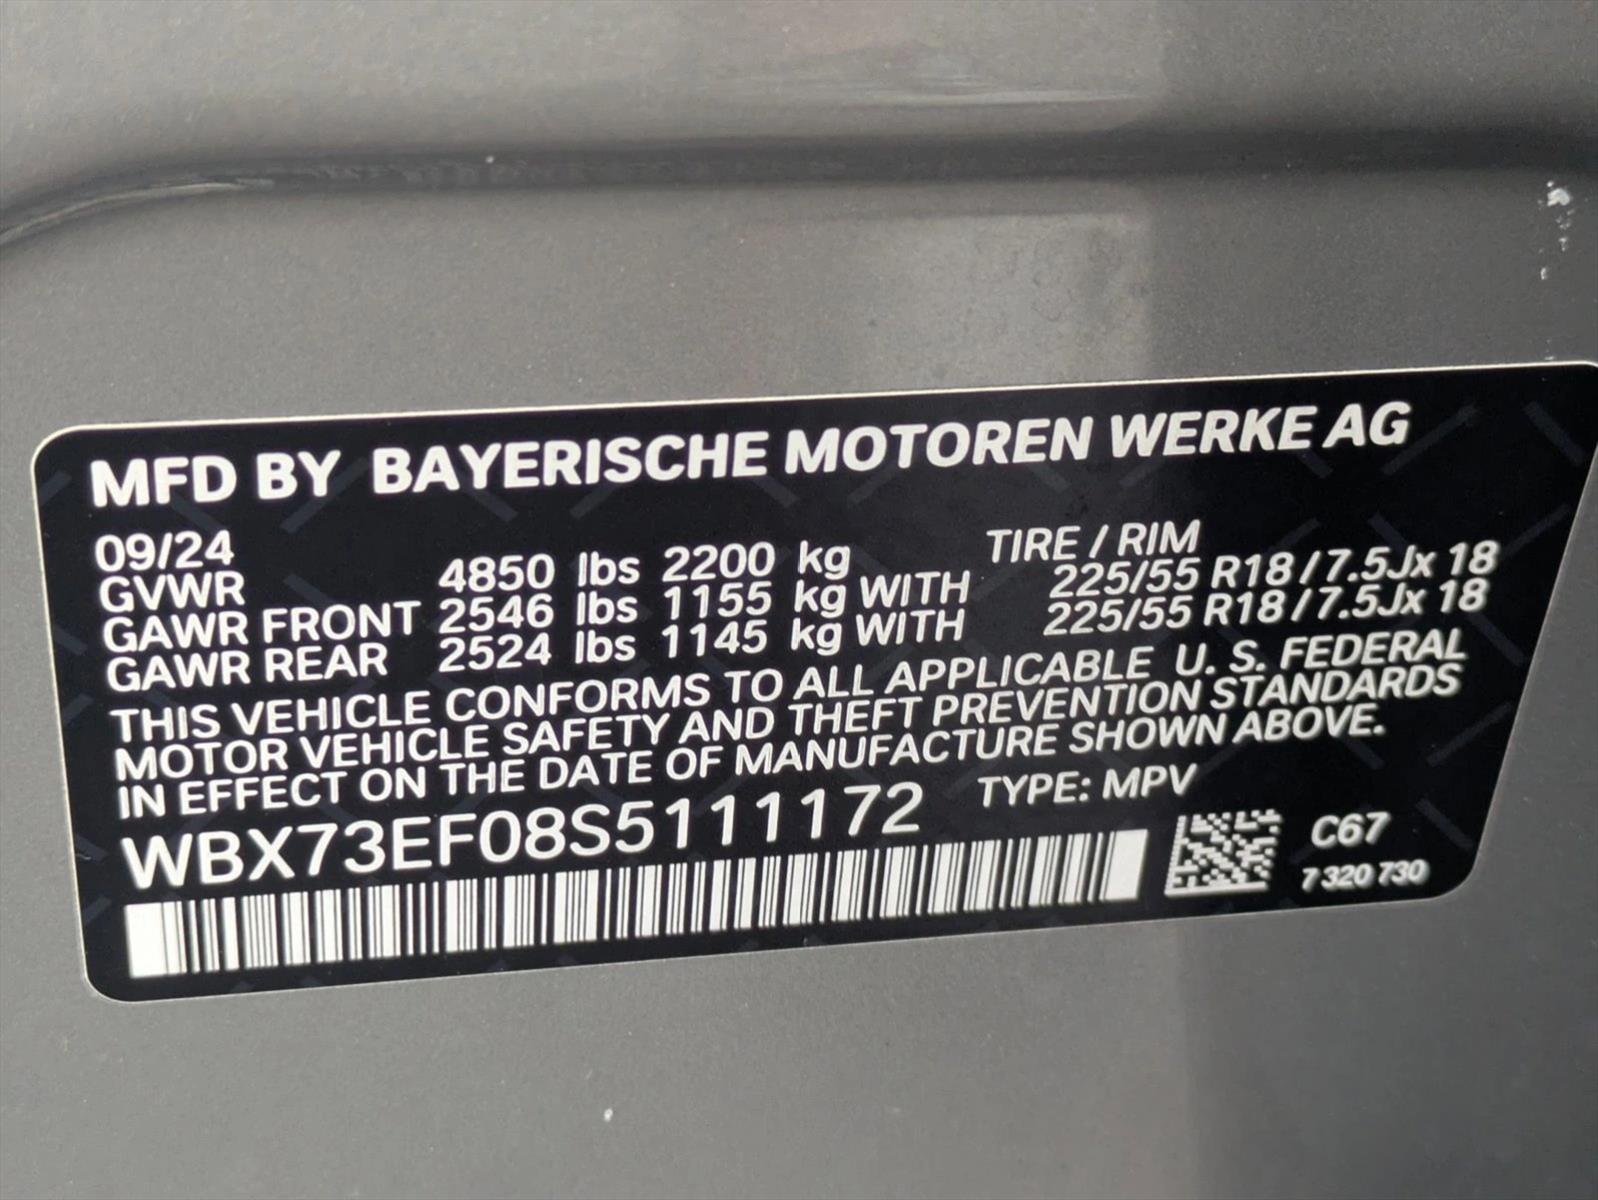 MFD BY BAYERISCHE MOTOREN WERKE AG
09/24 TIRE / RIM
GVWR 4850 lbs 2200 kg
GAWR FRONT 2546 lbs 1155 kg WITH 225/55 R18 / 7.5Jx 18
GAWR REAR 2524 lbs 1145 kg WITH 225/55 R18 / 7.5Jx 18
THIS VEHICLE CONFORMS TO ALL APPLICABLE U. S. FEDERAL
MOTOR VEHICLE SAFETY AND THEFT PREVENTION STANDARDS
IN EFFECT ON THE DATE OF MANUFACTURE SHOWN ABOVE.
WBX73EF08S5111172 TYPE: MPV
C67
7 320 730